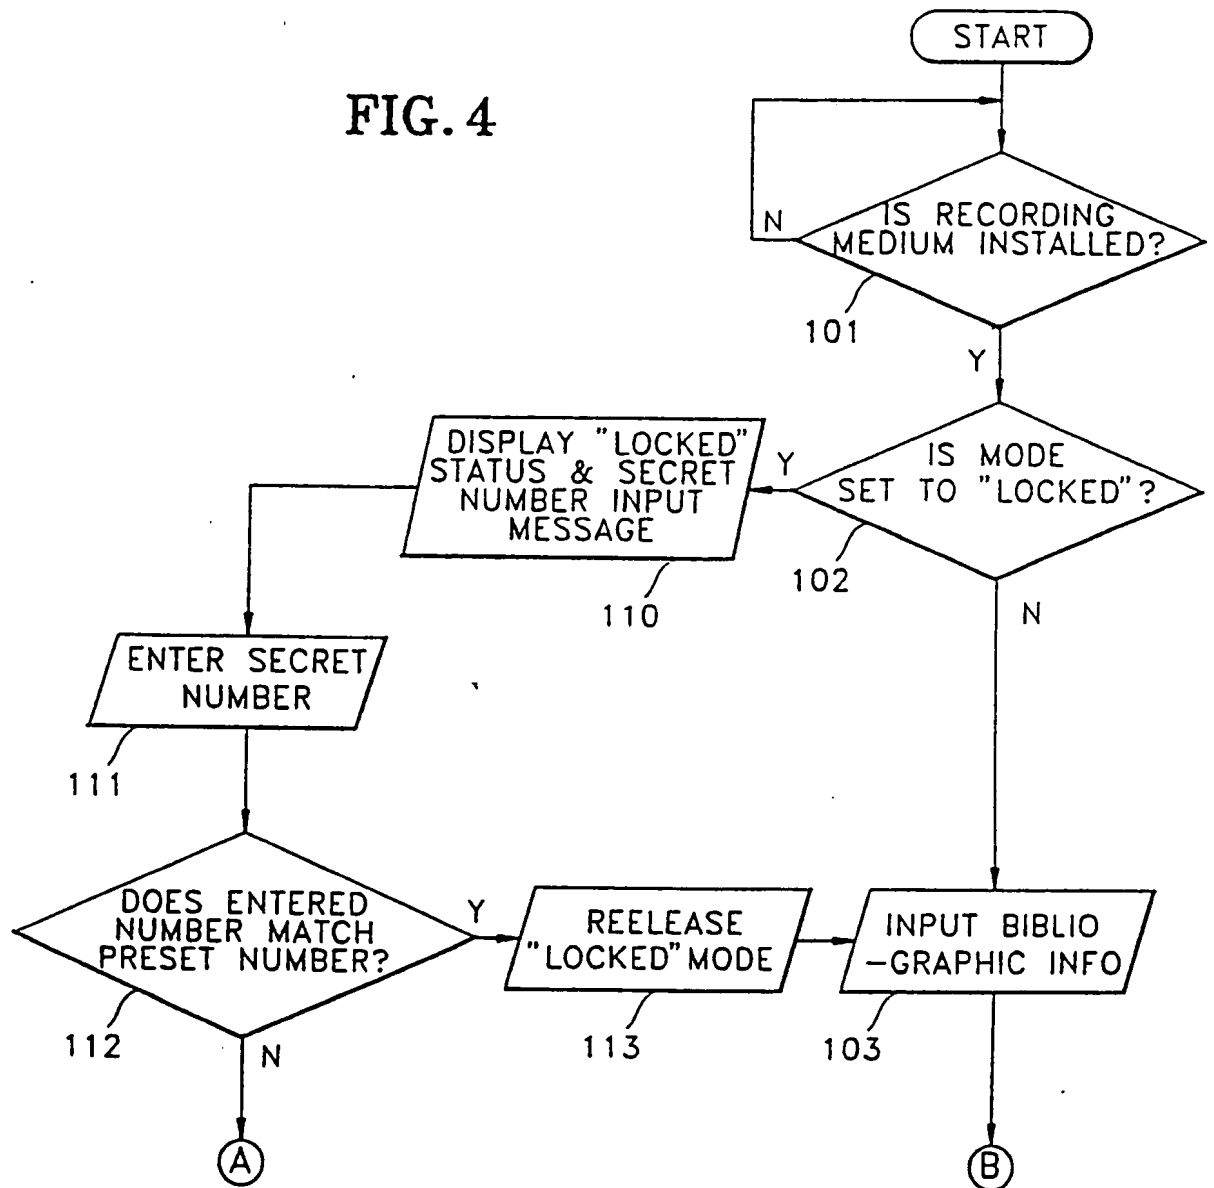 START
FIG. 4
IS RECORDING
MEDIUM INSTALLED?
N
101
Y
IS MODE
SET TO "LOCKED"?
Y
102
N
DISPLAY "LOCKED"
STATUS & SECRET
NUMBER INPUT
MESSAGE
110
ENTER SECRET
NUMBER
111
DOES ENTERED
NUMBER MATCH
PRESET NUMBER?
Y
112
N
REELEASE
"LOCKED" MODE
113
INPUT BIBLIO
-GRAPHIC INFO
103
A
B